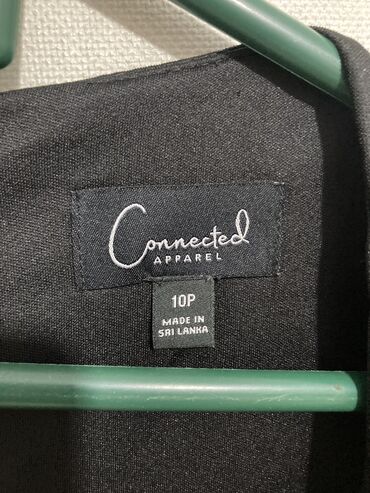 Connected
APPAREL
10P
MADE IN
SRI LANKA